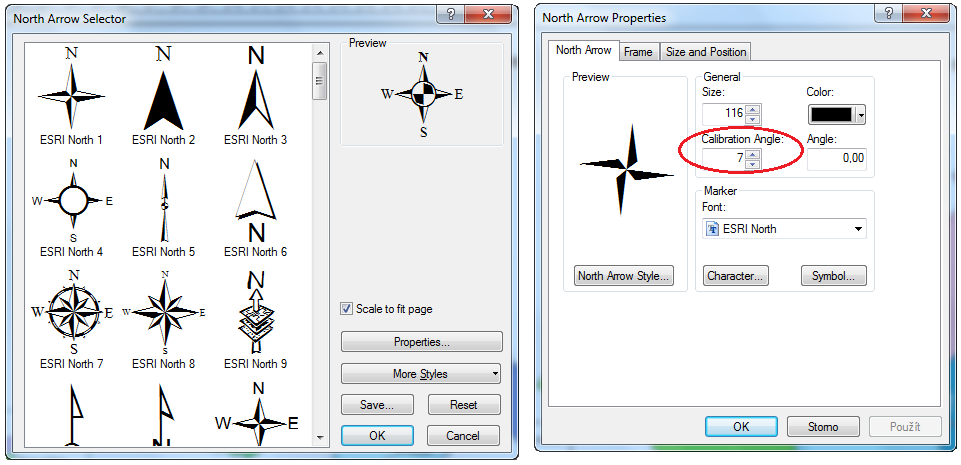 North Arrow Selector
N
N
N
ESRI North 1
ESRI North 2
ESRI North 3
N
W
E
S
N
ESRI North 4
ESRI North 5
ESRI North 6
N
W
E
S
N
W
E
S
N
ESRI North 7
ESRI North 8
ESRI North 9
N
W
E
N
Preview
N
W
E
S
Scale to fit page
Properties...
More Styles
Save...
Reset
OK
Cancel
North Arrow Properties
North Arrow
Frame
Size and Position
Preview
North Arrow Style...
General
Size:
Color:
116
Calibration Angle:
Angle:
7
0,00
Marker
Font:
ESRI North
Character...
Symbol...
OK
Storno
Použít